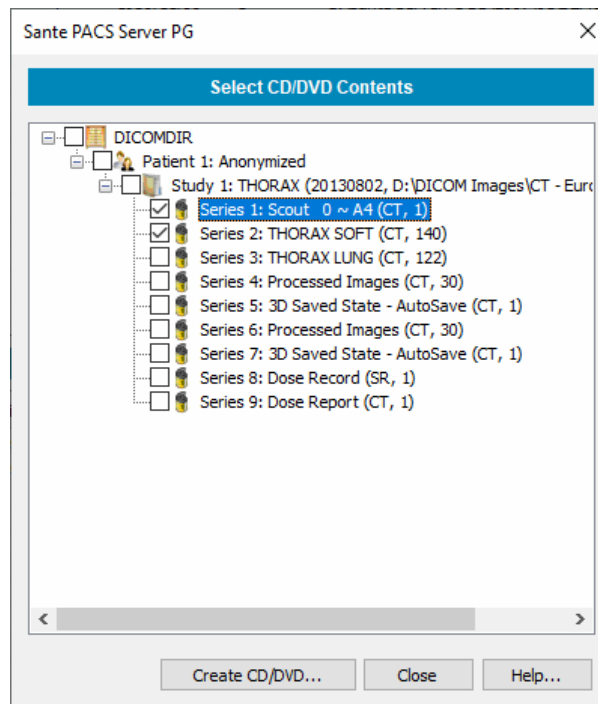 Sante PACS Server PG
Select CD/DVD Contents
DICOMDIR
Patient 1: Anonymized
Study 1: THORAX (20130802, D:\DICOM Images\CT - Euro
Series 1: Scout  0 ~ A4 (CT, 1)
Series 2: THORAX SOFT (CT, 140)
Series 3: THORAX LUNG (CT, 122)
Series 4: Processed Images (CT, 30)
Series 5: 3D Saved State - AutoSave (CT, 1)
Series 6: Processed Images (CT, 30)
Series 7: 3D Saved State - AutoSave (CT, 1)
Series 8: Dose Record (SR, 1)
Series 9: Dose Report (CT, 1)
Create CD/DVD... Close Help...